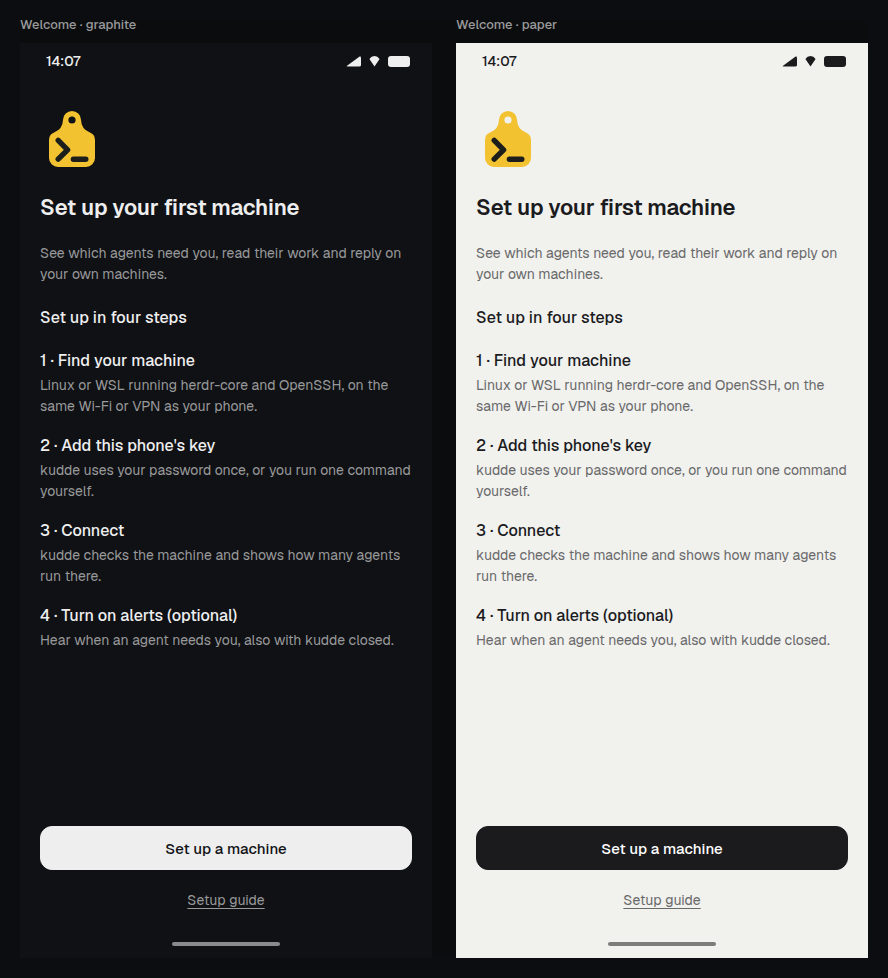 Welcome · graphite
14:07
Set up your first machine
See which agents need you, read their work and reply on
your own machines.
Set up in four steps
1 · Find your machine
Linux or WSL running herdr-core and OpenSSH, on the
same Wi-Fi or VPN as your phone.
2 · Add this phone's key
kudde uses your password once, or you run one command
yourself.
3 · Connect
kudde checks the machine and shows how many agents
run there.
4 · Turn on alerts (optional)
Hear when an agent needs you, also with kudde closed.
Set up a machine
Setup guide
Welcome · paper
14:07
Set up your first machine
See which agents need you, read their work and reply on
your own machines.
Set up in four steps
1 · Find your machine
Linux or WSL running herdr-core and OpenSSH, on the
same Wi-Fi or VPN as your phone.
2 · Add this phone's key
kudde uses your password once, or you run one command
yourself.
3 · Connect
kudde checks the machine and shows how many agents
run there.
4 · Turn on alerts (optional)
Hear when an agent needs you, also with kudde closed.
Set up a machine
Setup guide